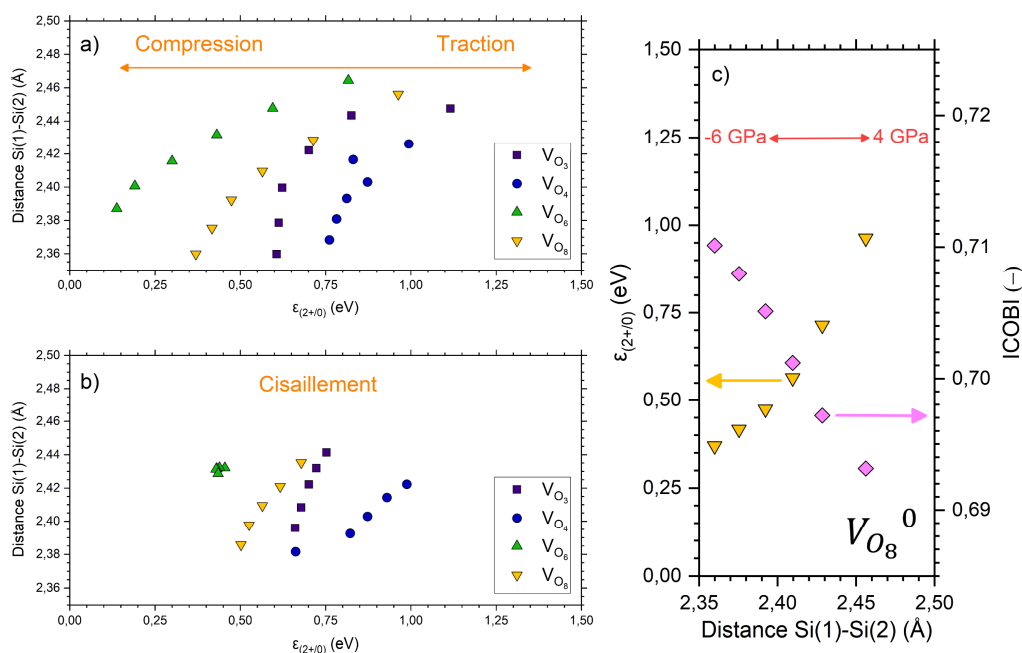 a)
Compression
Traction
2,50
2,48
2,46
2,44
2,42
2,40
2,38
2,36
Distance Si(1)-Si(2) (Å)
V_O₃
V_O₄
V_O₆
V_O₈
0,00 0,25 0,50 0,75 1,00 1,25 1,50
ε(2+/0) (eV)
b)
Cisaillement
2,50
2,48
2,44
2,42
2,40
2,38
2,36
Distance Si(1)-Si(2) (Å)
V_O₃
V_O₄
V_O₆
V_O₈
0,00 0,25 0,50 0,75 1,00 1,25 1,50
ε(2+/0) (eV)
c)
-6 GPa
4 GPa
1,50
1,25
1,00
0,75
0,50
0,25
0,00
ε(2+/0) (eV)
0,72
0,71
0,70
0,69
ICOBI (−)
V_O₈⁰
2,35 2,40 2,45 2,50
Distance Si(1)-Si(2) (Å)